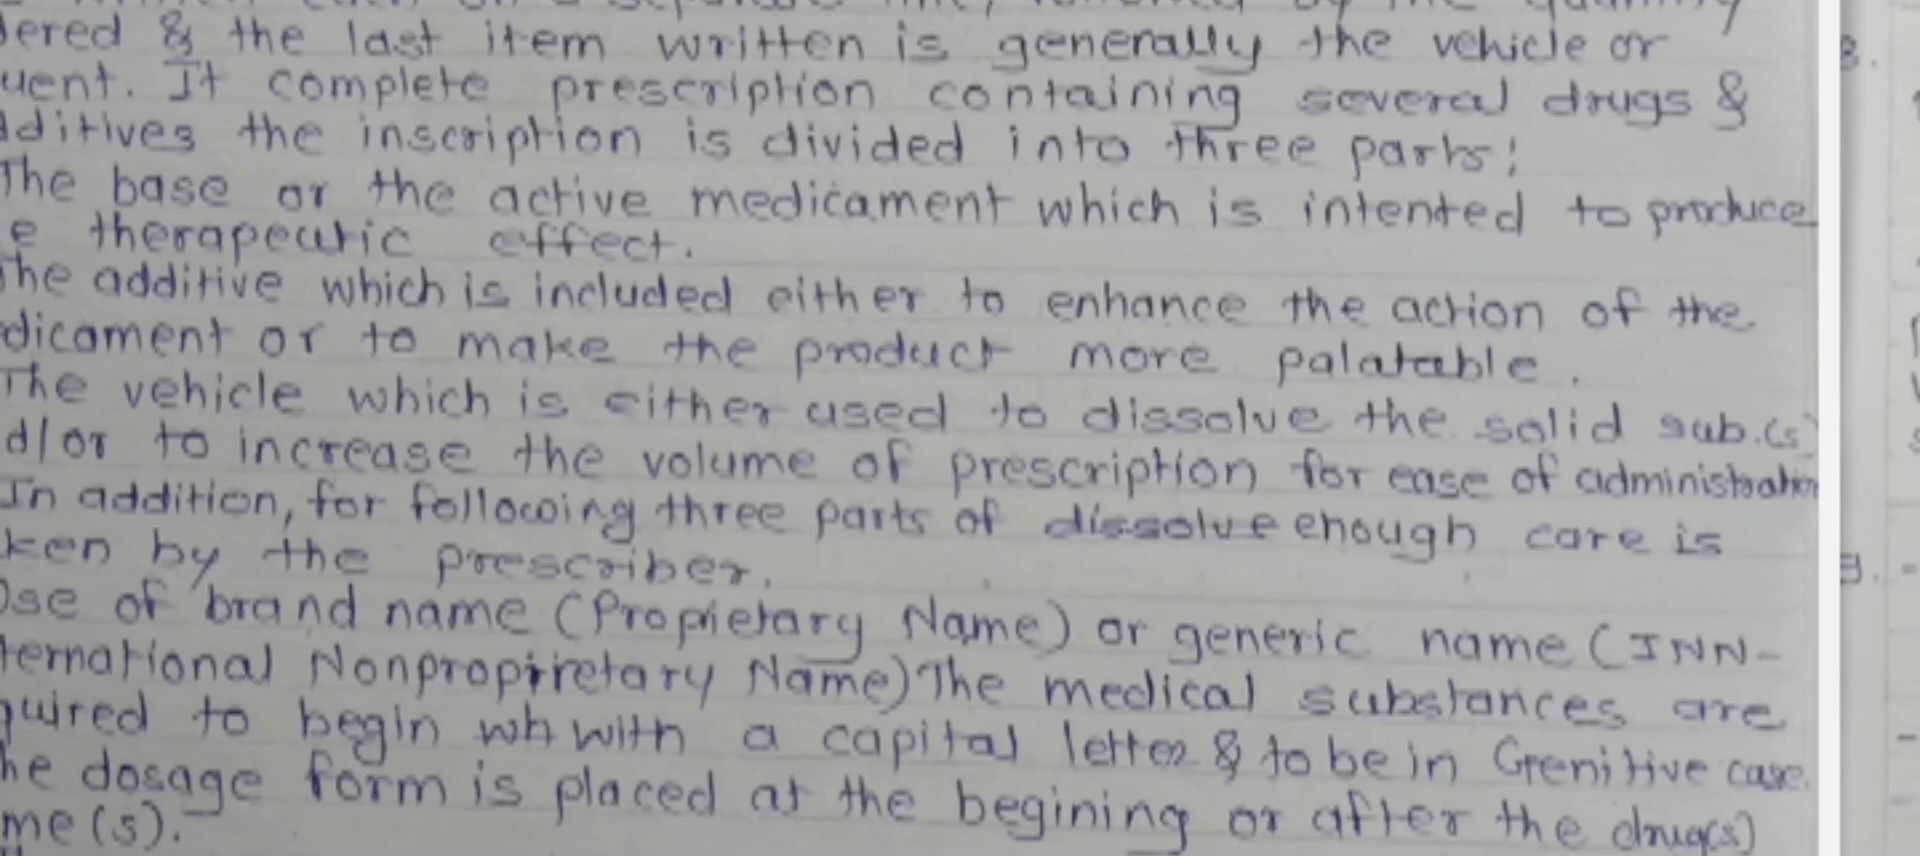 ered & the last item written is generally the vehicle or
uent. It complete prescription containing several drugs &
dditives the inscription is divided into three parts:
The base or the active medicament which is intented to produce
e therapeutic effect.
The additive which is included either to enhance the action of the
dicament or to make the product more palatable.
The vehicle which is either used to dissolve the solid sub.(s)
d/or to increase the volume of prescription for ease of administration
In addition, for following three parts of dissolve enough care is
ken by the prescriber.
Use of brand name (Proprietary Name) or generic name (INN-
ternational Nonpropriretary Name) The medical substances are
quired to begin wh with a capital letter & to be in Genitive case.
he dosage form is placed at the begining or after the drug(s)
me(s).